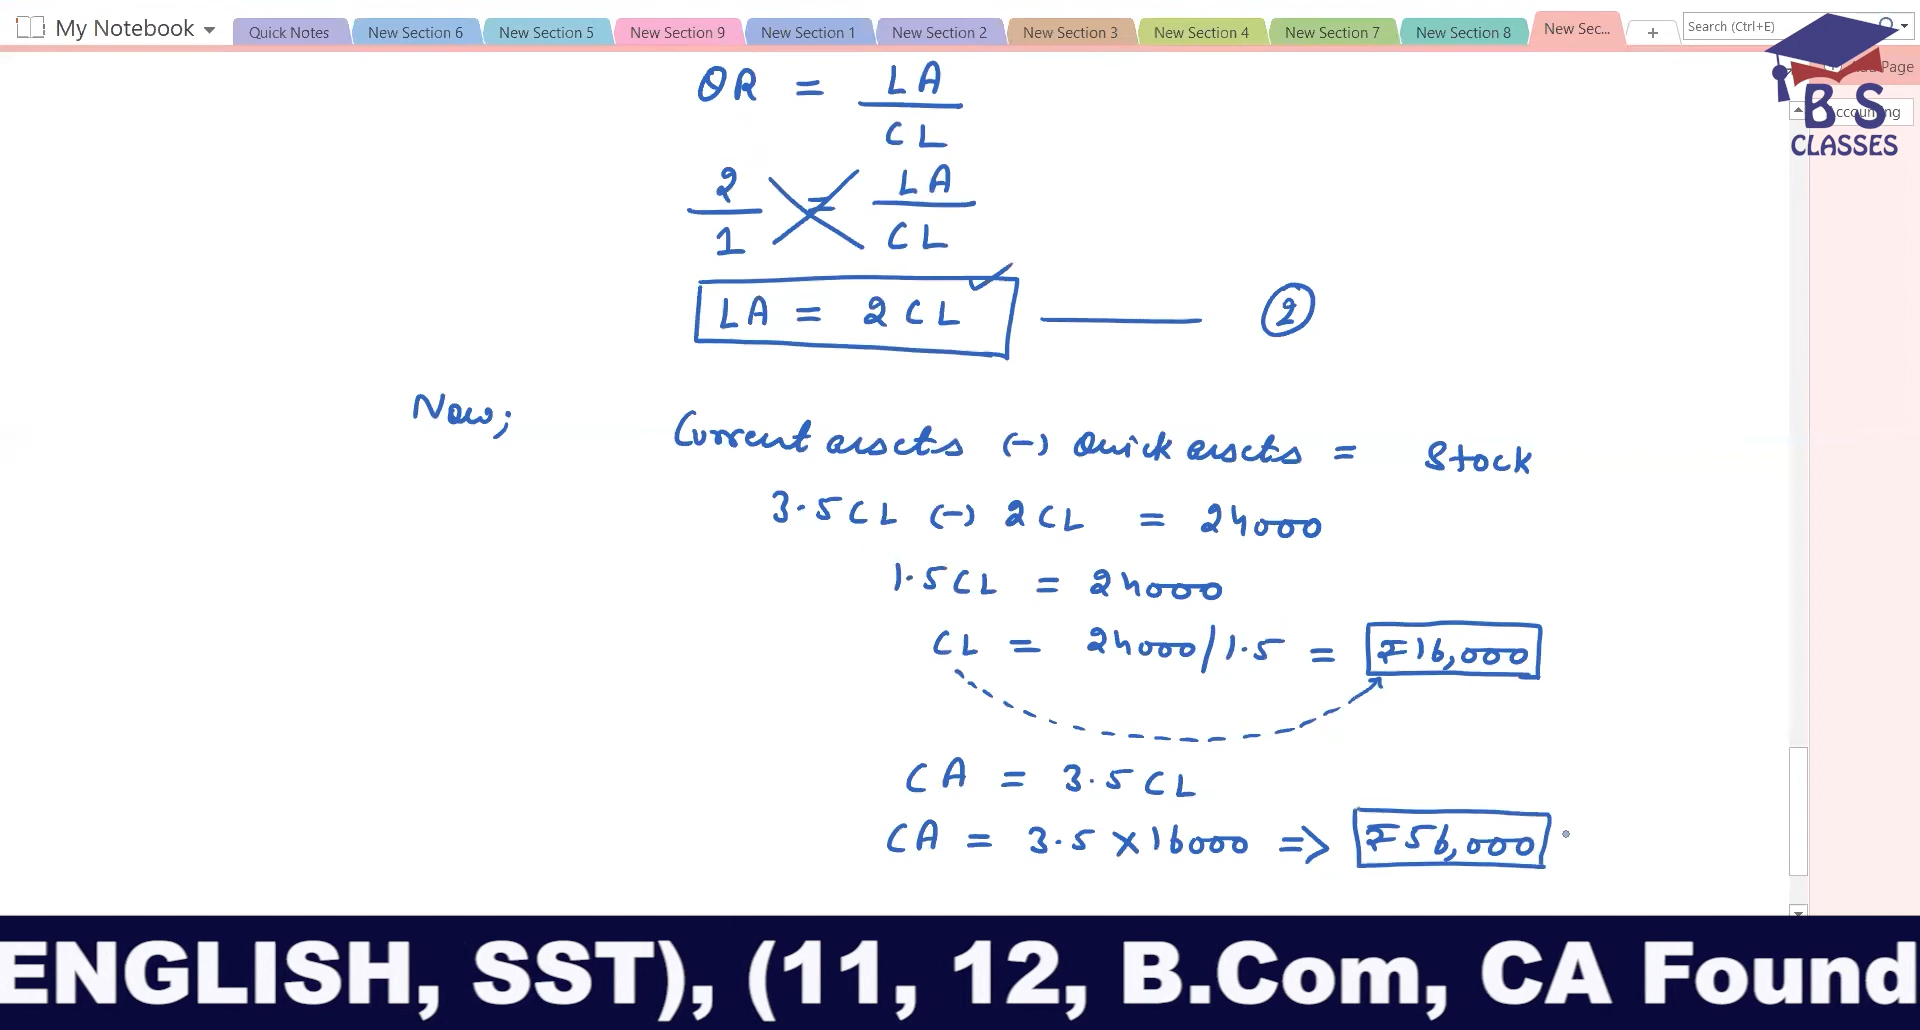 My Notebook Quick Notes New Section 6 New Section 5 New Section 9 New Section 1 New Section 2 New Section 3 New Section 4 New Section 7 New Section 8 New Sec... + Search (Ctrl+E)
Page
BS
ccounting
CLASSES
QR = LA
CL
2 = LA
1 CL
LA = 2CL 2
Now;
Current assets (-) Quick assets = Stock
3.5CL (-) 2CL = 24000
1.5CL = 24000
CL = 24000/1.5 = ₹16,000
CA = 3.5CL
CA = 3.5 × 16000 => ₹56,000
ENGLISH, SST), (11, 12, B.Com, CA Found